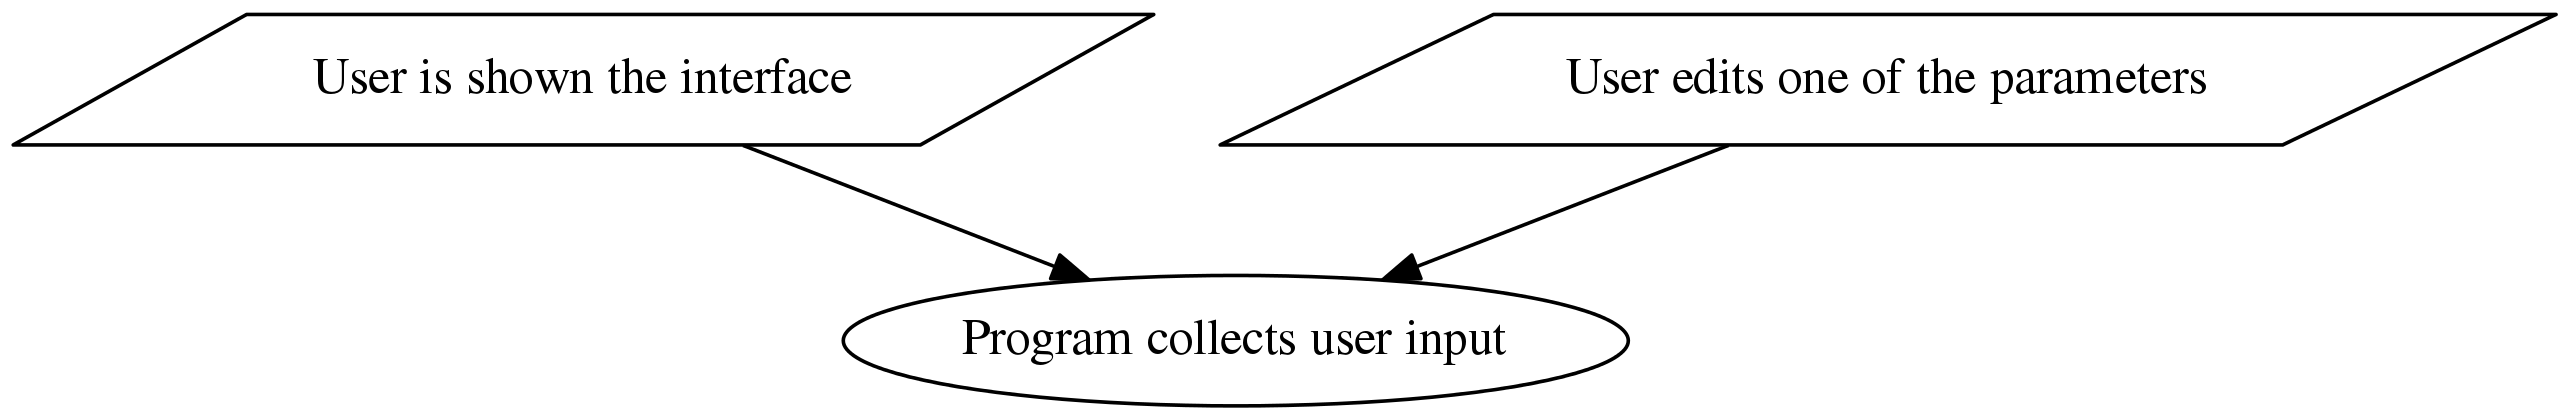 User is shown the interface
User edits one of the parameters
Program collects user input